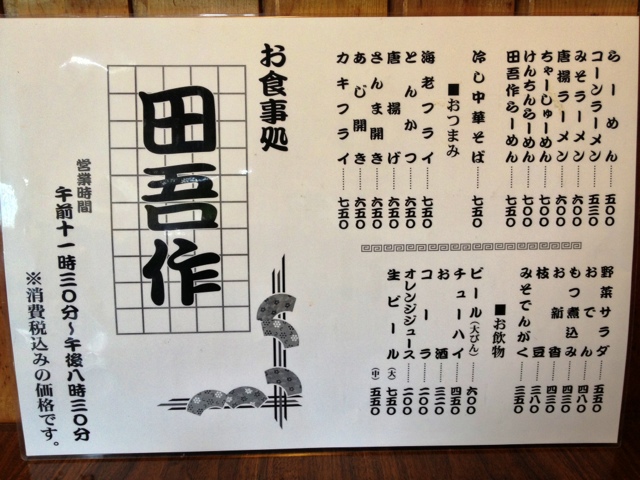 らーめん……五〇〇
コーンラーメン……五三〇
みそラーメン……六〇〇
唐揚ラーメン……六〇〇
ちゃーしゅーめん……七〇〇
けんちんらーめん……七〇〇
田吾作らーめん……七五〇
冷し中華そば……七五〇
■おつまみ
海老フライ……七五〇
とんかつ……六五〇
唐揚げ……六五〇
さんま開き……六五〇
あじ開き……六五〇
カキフライ……七五〇
野菜サラダ……五五〇
おでん……四八〇
もつ煮込み……四三〇
お新香……四三〇
枝豆……三八〇
みそでんがく……三五〇
■お飲物
ビール(大びん)……六〇〇
チューハイ……四五〇
お酒……三二〇
コーラ……二〇〇
オレンジジュース……二〇〇
生ビール(大)……七五〇
(中)……五五〇
お食事処
田吾作
営業時間
午前十一時三〇分〜午後八時三〇分
※消費税込みの価格です。